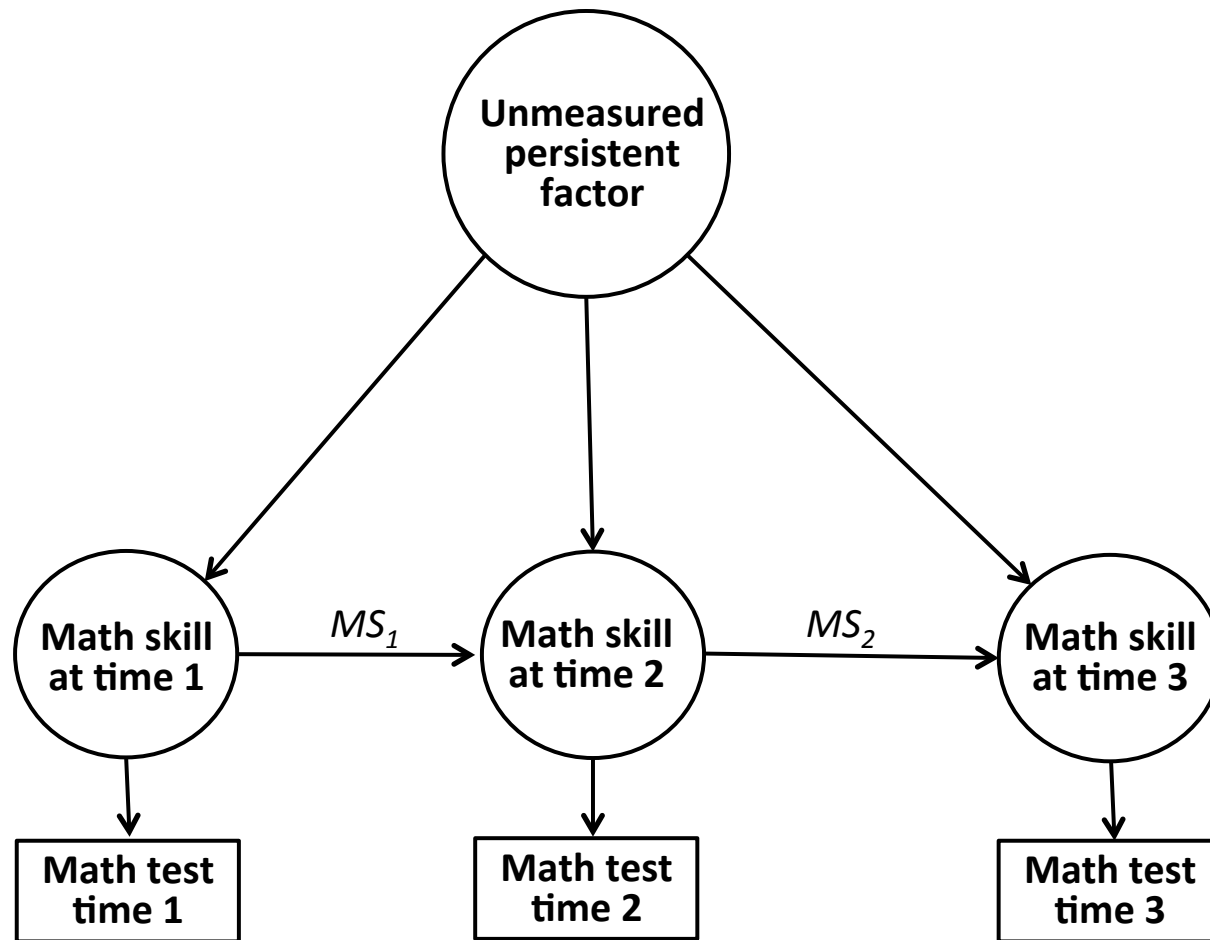 Unmeasured
persistent
factor
MS₁
MS₂
Math skill
at time 1
Math skill
at time 2
Math skill
at time 3
Math test
time 1
Math test
time 2
Math test
time 3